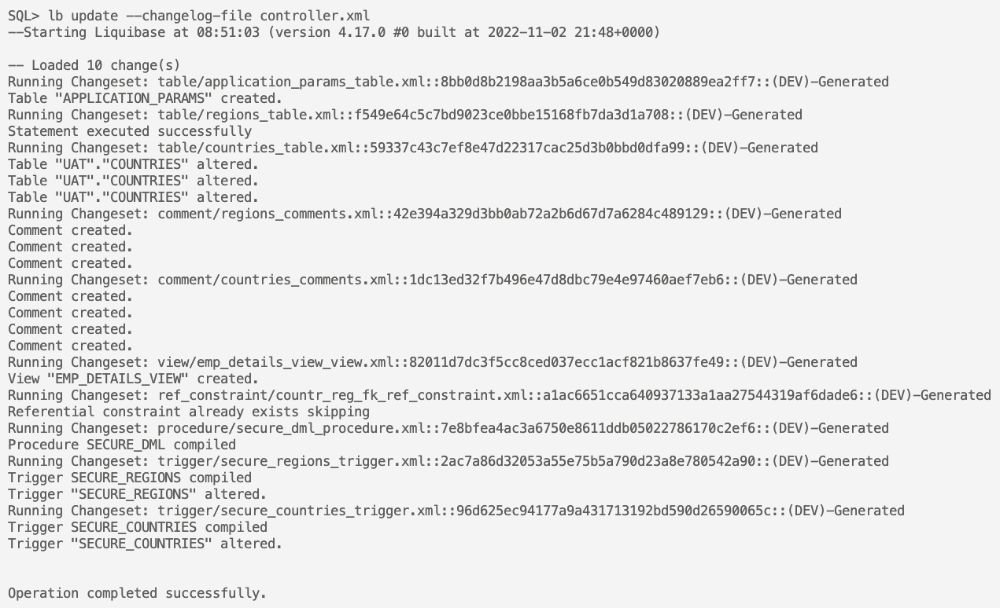 SQL> lb update --changelog-file controller.xml
--Starting Liquibase at 08:51:03 (version 4.17.0 #0 built at 2022-11-02 21:48+0000)
-- Loaded 10 change(s)
Running Changeset: table/application_params_table.xml::8bb0d8b2198aa3b5a6ce0b549d83020889ea2ff7::(DEV)-Generated
Table "APPLICATION_PARAMS" created.
Running Changeset: table/regions_table.xml::f549e64c5c7bd9023ce0bbe15168fb7da3d1a708::(DEV)-Generated
Statement executed successfully
Running Changeset: table/countries_table.xml::59337c43c7ef8e47d22317cac25d3b0bbd0dfa99::(DEV)-Generated
Table "UAT"."COUNTRIES" altered.
Table "UAT"."COUNTRIES" altered.
Table "UAT"."COUNTRIES" altered.
Running Changeset: comment/regions_comments.xml::42e394a329d3bb0ab72a2b6d67d7a6284c489129::(DEV)-Generated
Comment created.
Comment created.
Comment created.
Running Changeset: comment/countries_comments.xml::1dc13ed32f7b496e47d8dbc79e4e97460aef7eb6::(DEV)-Generated
Comment created.
Comment created.
Comment created.
Comment created.
Running Changeset: view/emp_details_view_view.xml::82011d7dc3f5cc8ced037ecc1acf821b8637fe49::(DEV)-Generated
View "EMP_DETAILS_VIEW" created.
Running Changeset: ref_constraint/countr_reg_fk_ref_constraint.xml::a1ac6651cca640937133a1aa27544319af6dade6::(DEV)-Generated
Referential constraint already exists skipping
Running Changeset: procedure/secure_dml_procedure.xml::7e8bfea4ac3a6750e8611ddb05022786170c2ef6::(DEV)-Generated
Procedure SECURE_DML compiled
Running Changeset: trigger/secure_regions_trigger.xml::2ac7a86d32053a55e75b5a790d23a8e780542a90::(DEV)-Generated
Trigger SECURE_REGIONS compiled
Trigger "SECURE_REGIONS" altered.
Running Changeset: trigger/secure_countries_trigger.xml::96d625ec94177a9a431713192bd590d26590065c::(DEV)-Generated
Trigger SECURE_COUNTRIES compiled
Trigger "SECURE_COUNTRIES" altered.
Operation completed successfully.